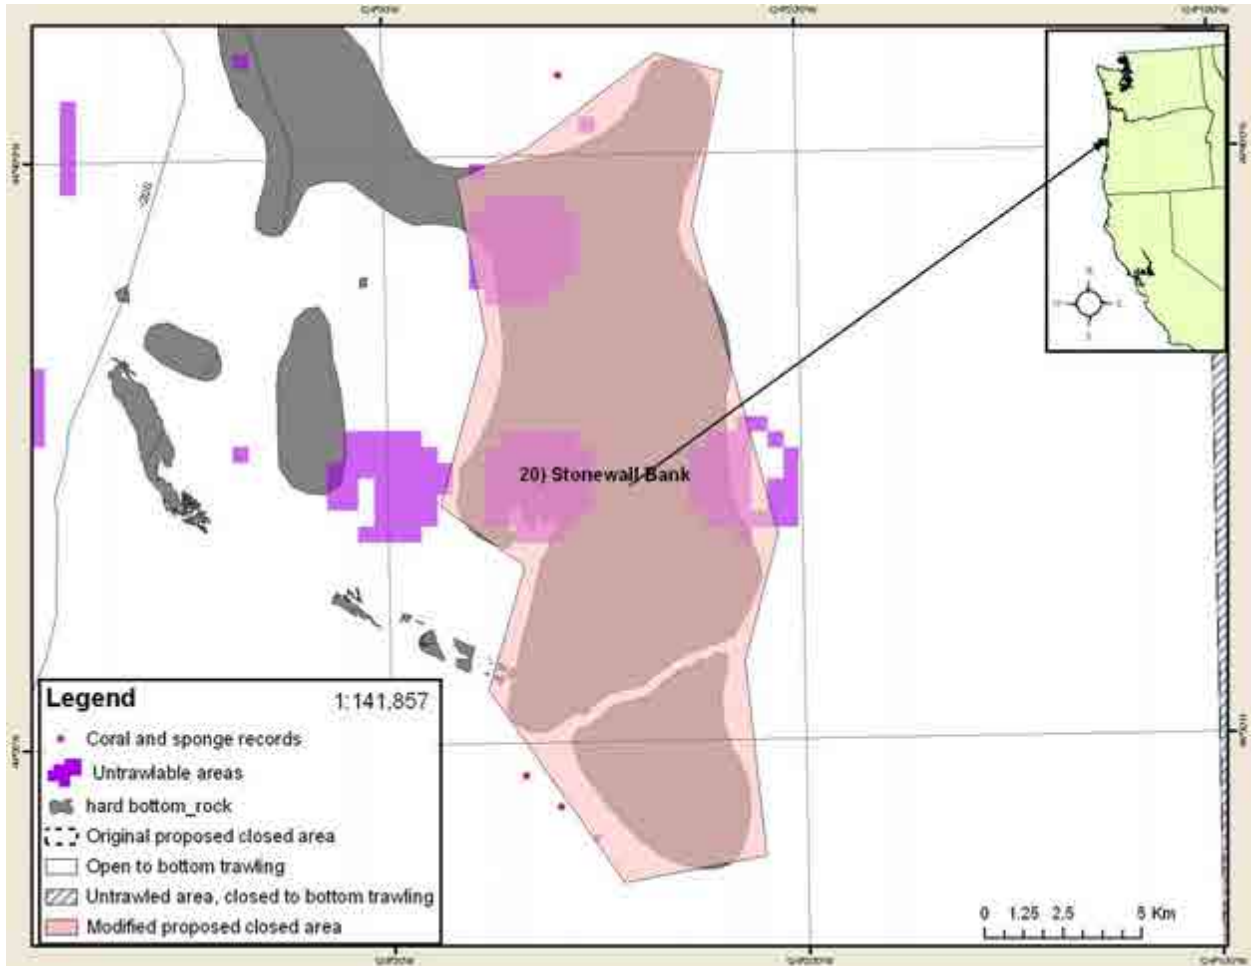 20) Stonewall Bank
Legend
1:141,857
Coral and sponge records
Untrawlable areas
hard bottom_rock
Original proposed closed area
Open to bottom trawling
Untrawled area, closed to bottom trawling
Modified proposed closed area
0 1.25 2.5 5 Km